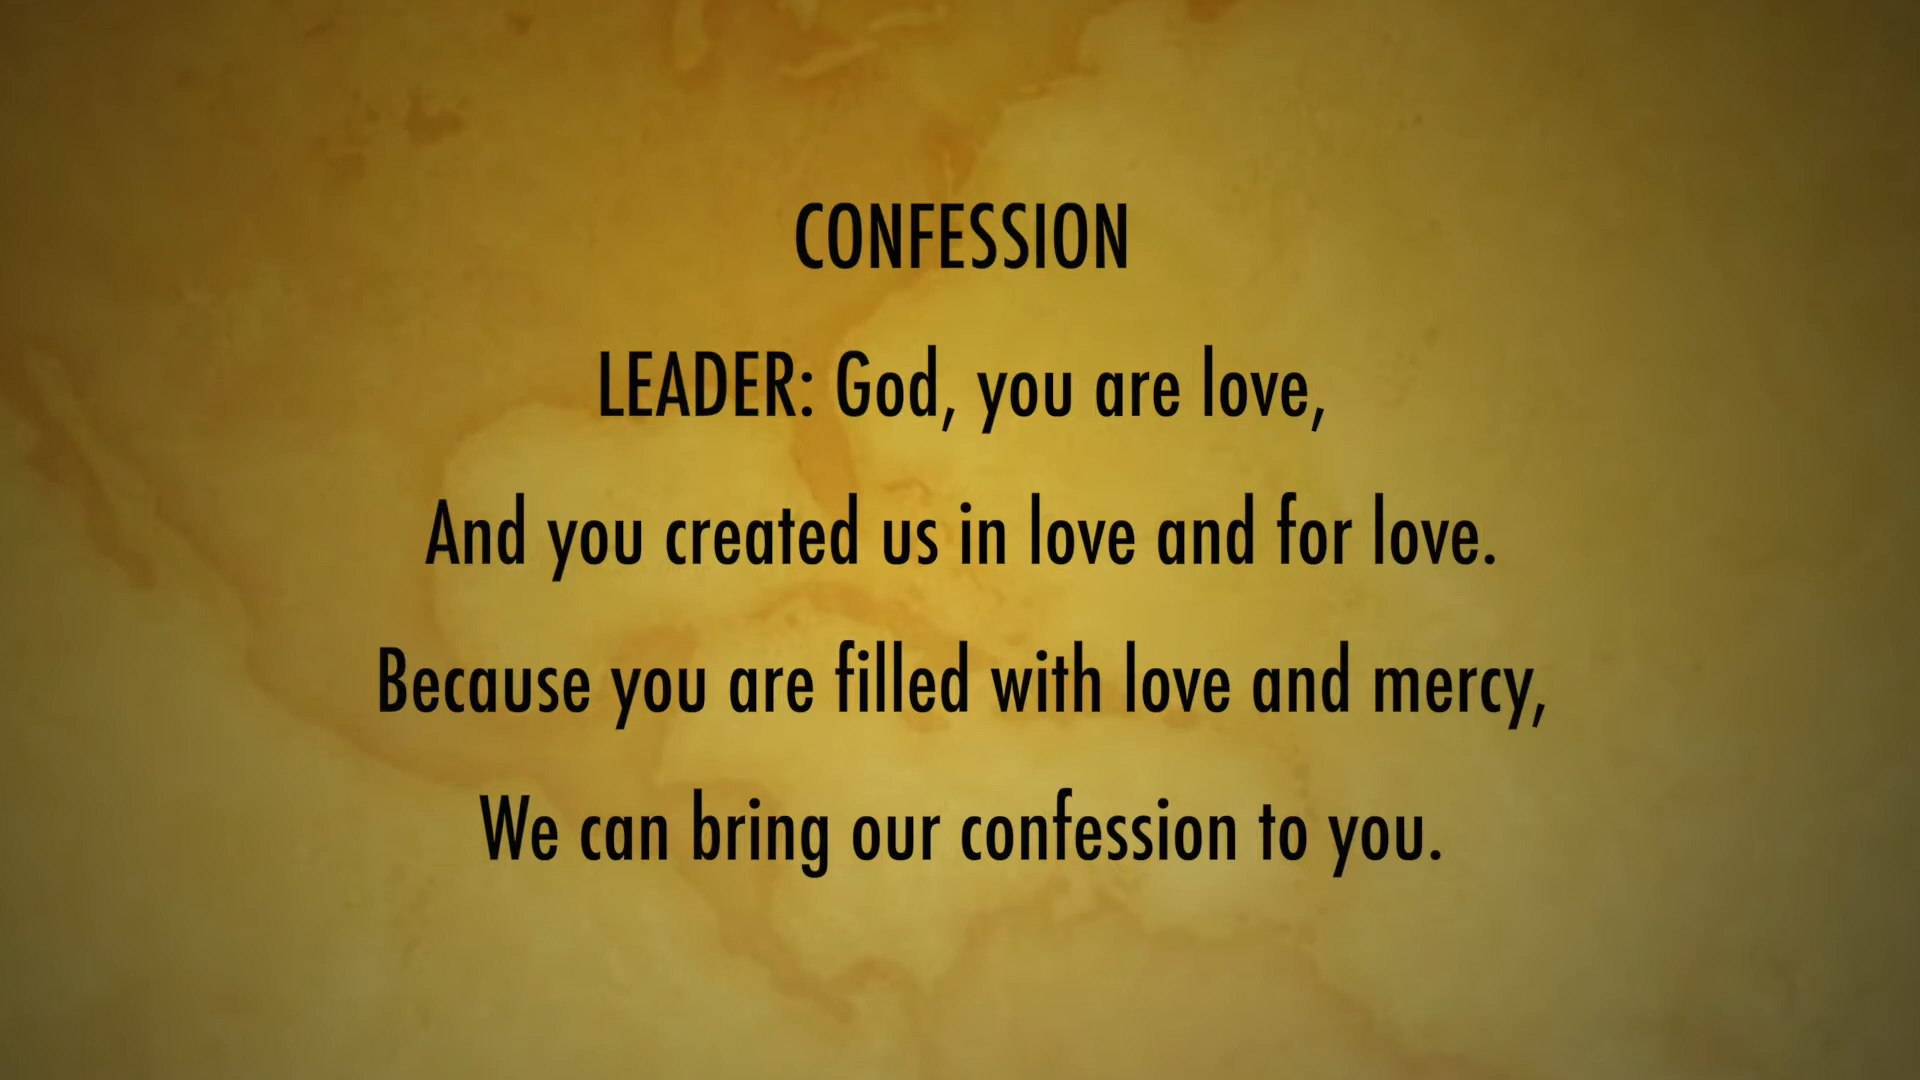 CONFESSION
LEADER: God, you are love,
And you created us in love and for love.
Because you are filled with love and mercy,
We can bring our confession to you.